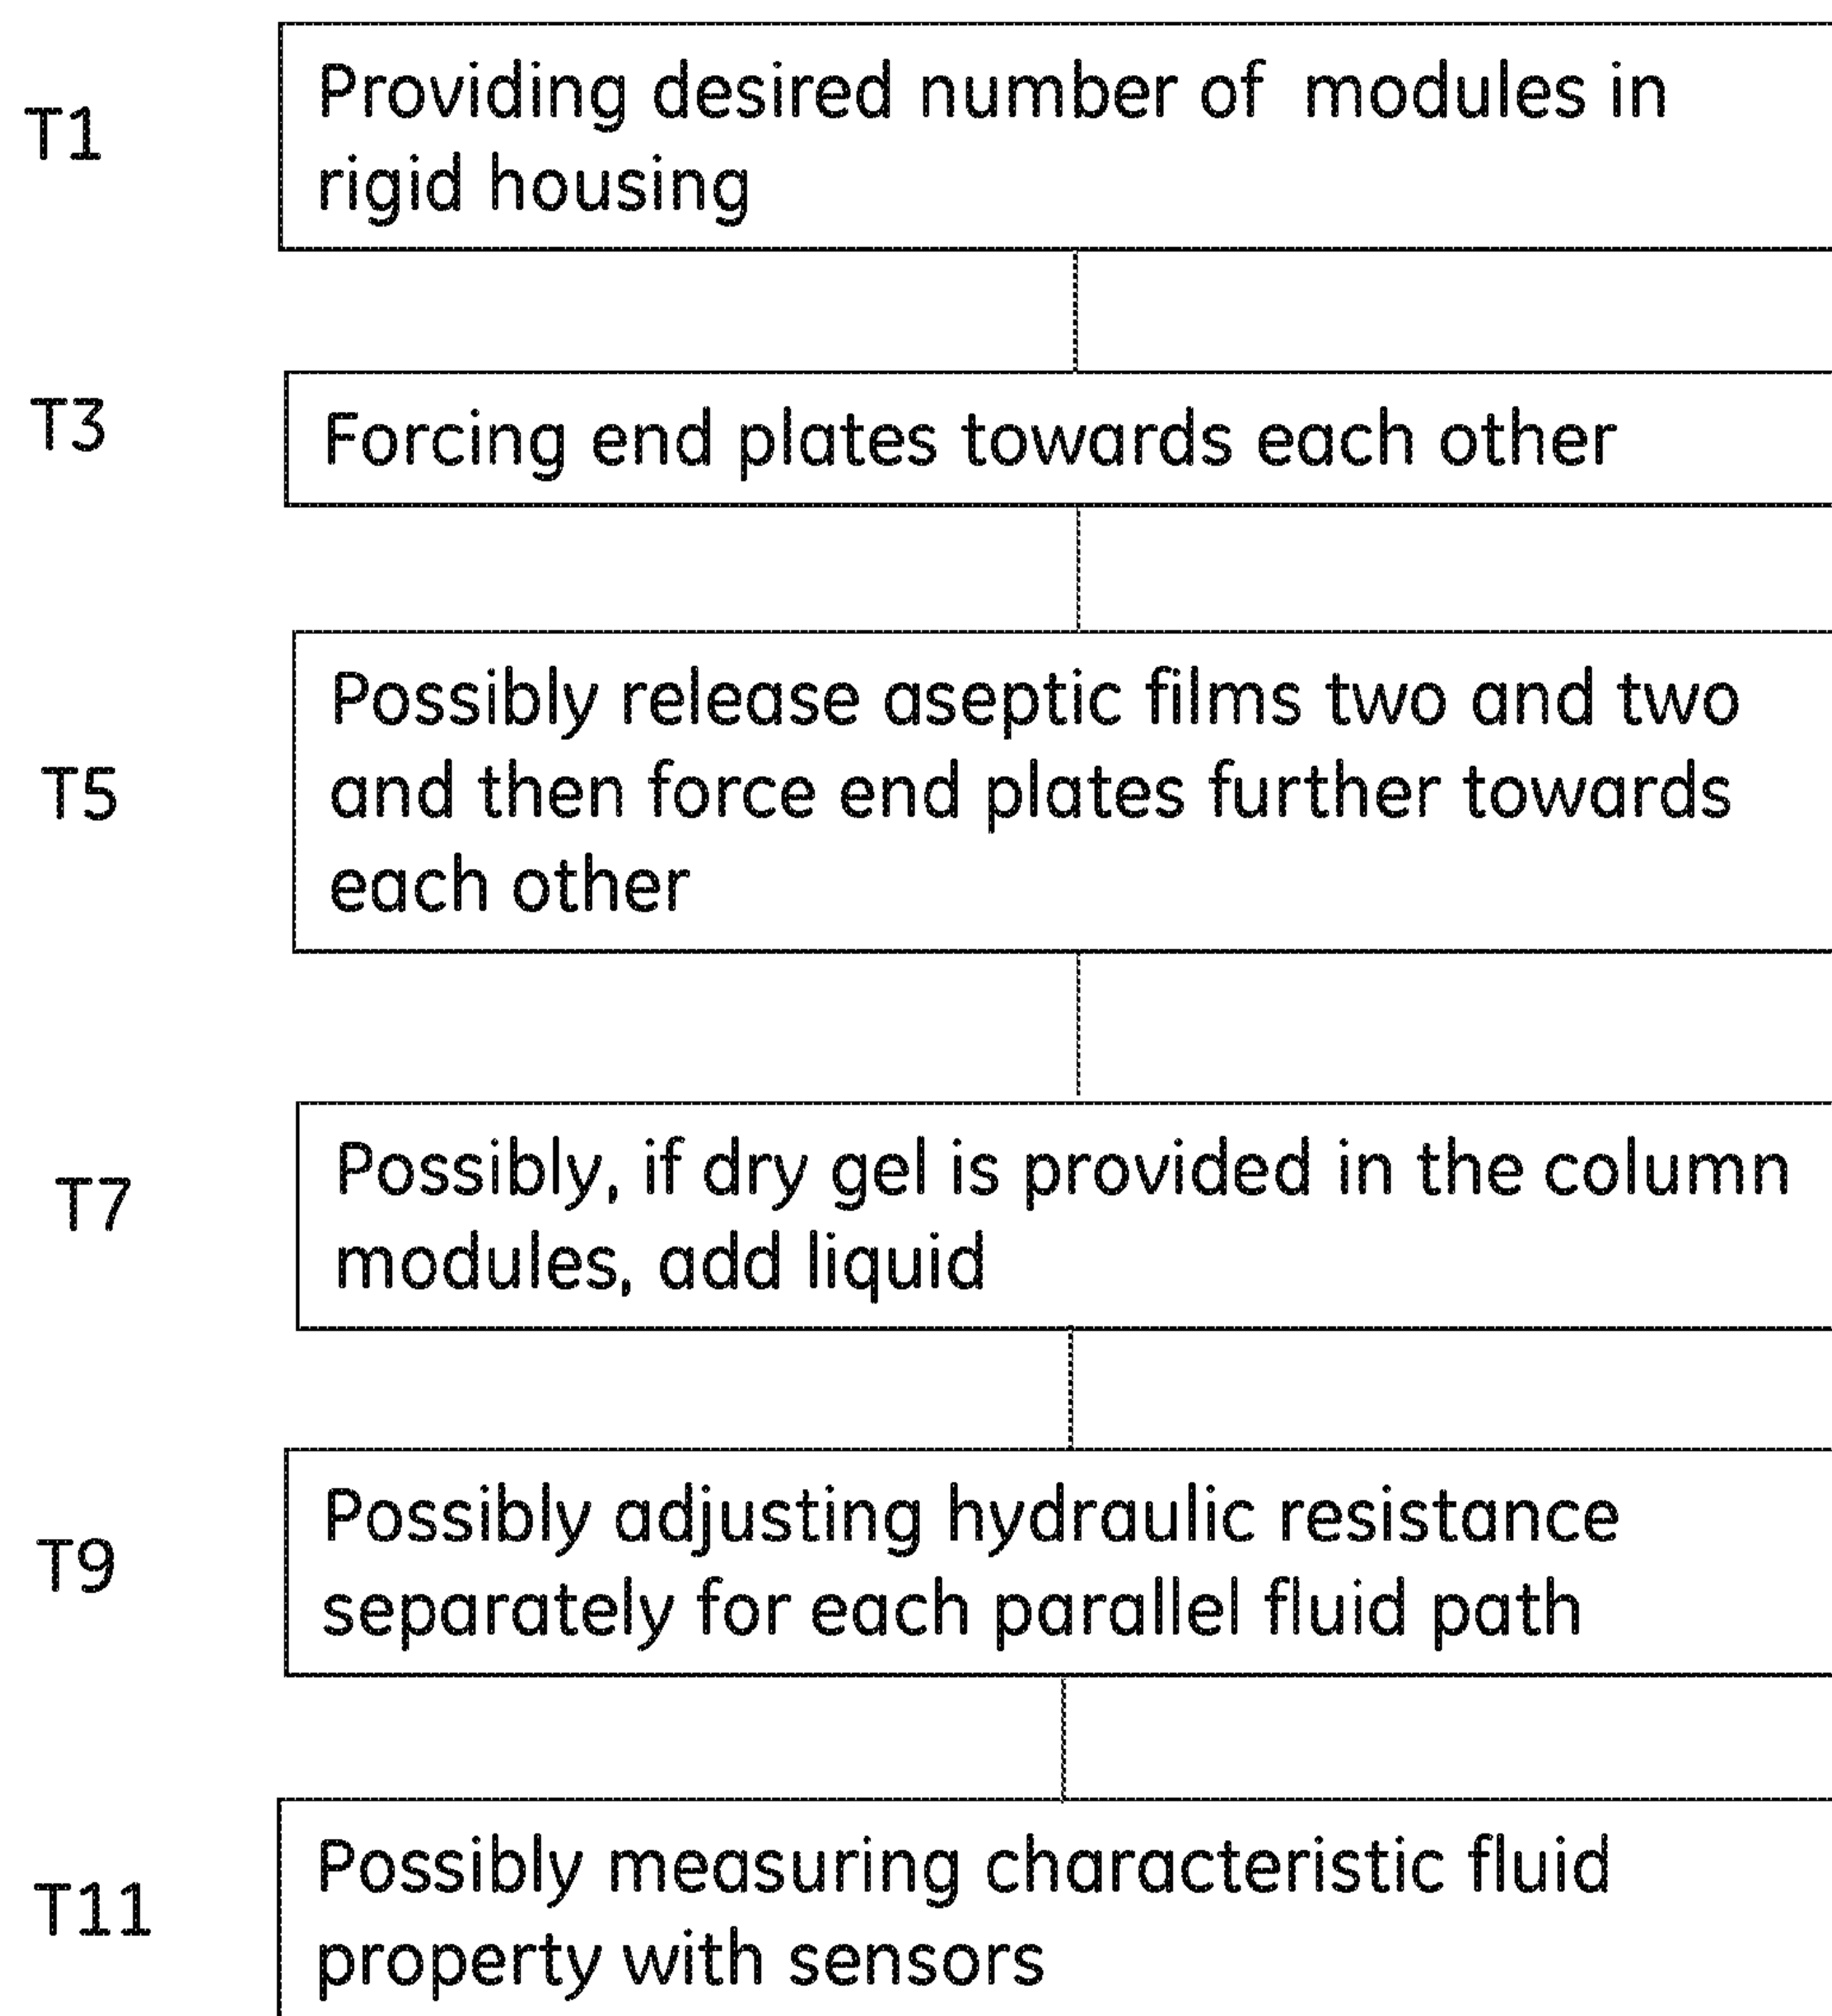 T1
Providing desired number of modules in
rigid housing
T3
Forcing end plates towards each other
T5
Possibly release aseptic films two and two
and then force end plates further towards
each other
T7
Possibly, if dry gel is provided in the column
modules, add liquid
T9
Possibly adjusting hydraulic resistance
separately for each parallel fluid path
T11
Possibly measuring characteristic fluid
property with sensors